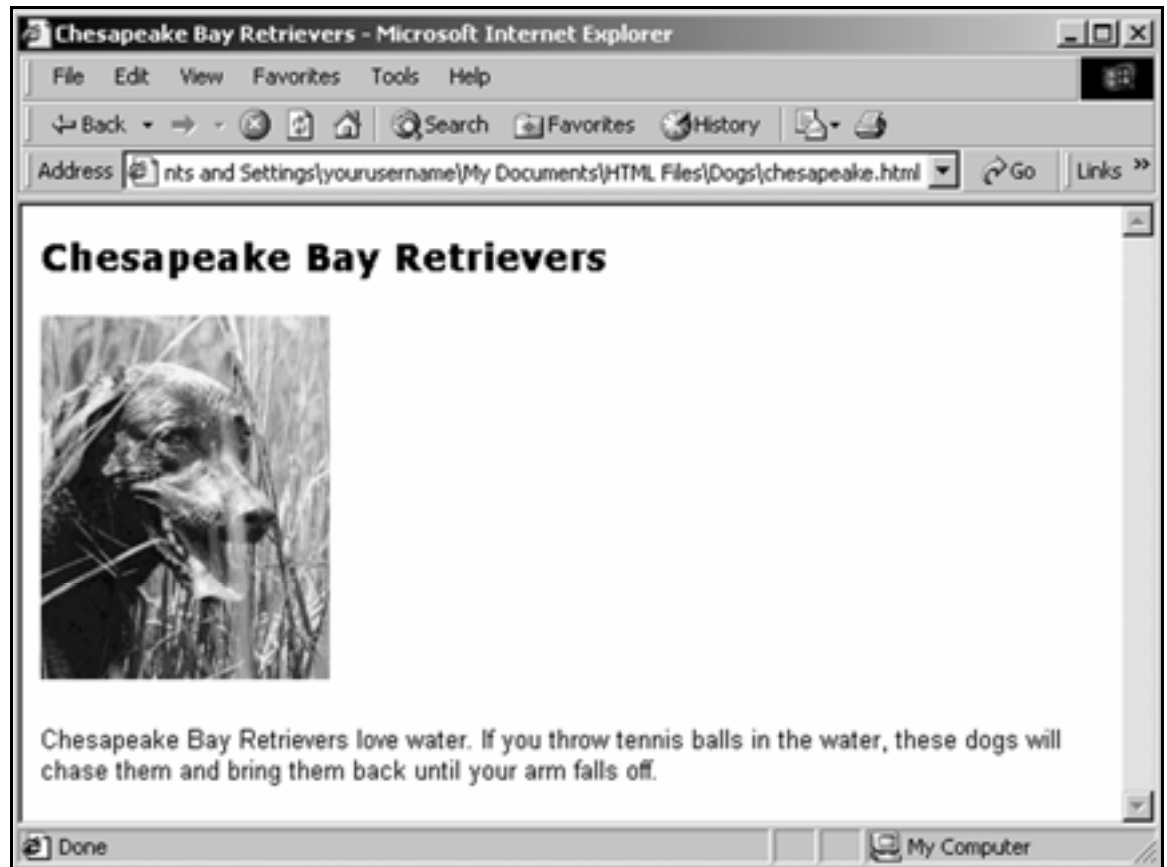 Chesapeake Bay Retrievers - Microsoft Internet Explorer
File Edit View Favorites Tools Help
Back Search Favorites History
Address nts and Settings\yourusername\My Documents\HTML Files\Dogs\chesapeake.html Go Links »
Chesapeake Bay Retrievers
Chesapeake Bay Retrievers love water. If you throw tennis balls in the water, these dogs will
chase them and bring them back until your arm falls off.
Done My Computer